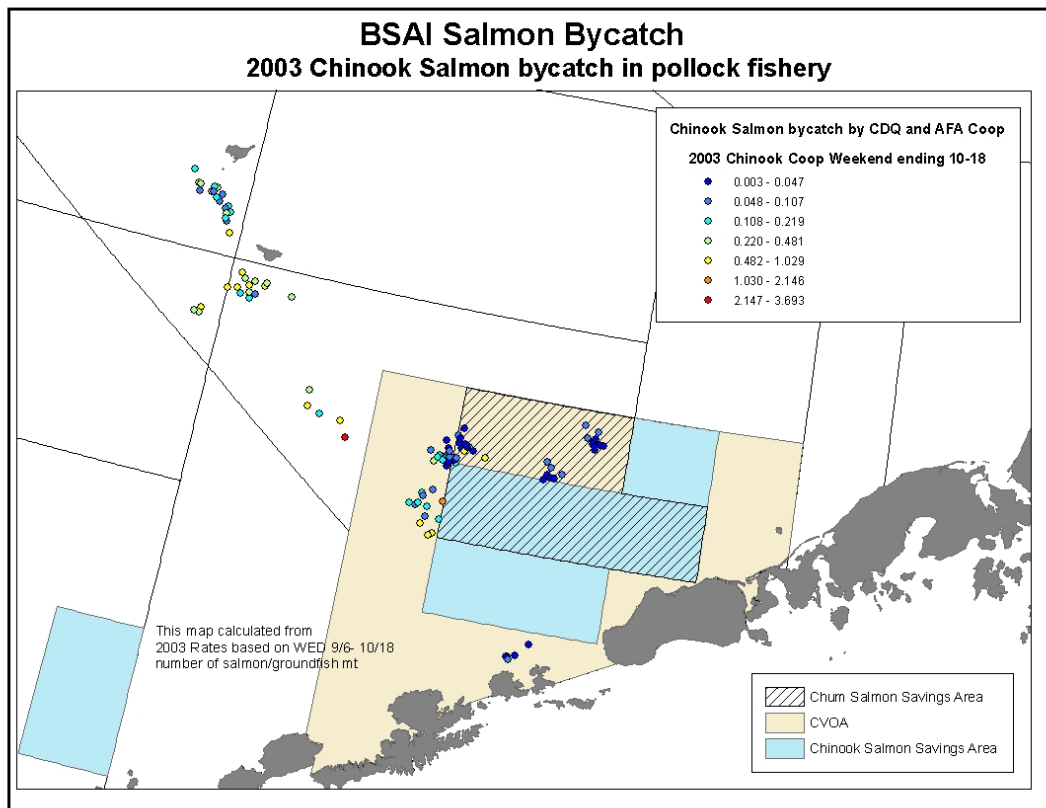 BSAI Salmon Bycatch
2003 Chinook Salmon bycatch in pollock fishery
Chinook Salmon bycatch by CDQ and AFA Coop
2003 Chinook Coop Weekend ending 10-18
0.003 - 0.047
0.048 - 0.107
0.108 - 0.219
0.220 - 0.481
0.482 - 1.029
1.030 - 2.146
2.147 - 3.693
This map calculated from
2003 Rates based on WED 9/6- 10/18
number of salmon/groundfish mt
Chum Salmon Savings Area
CVOA
Chinook Salmon Savings Area